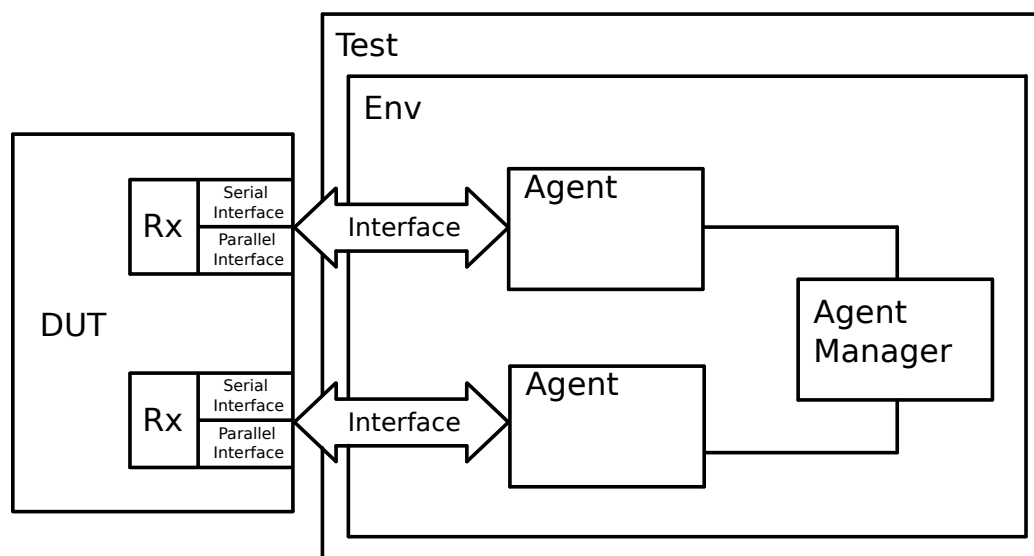 Test
Env
Agent
Serial
Interface
Rx
Interface
Parallel
Interface
Agent
Manager
DUT
Agent
Serial
Interface
Rx
Interface
Parallel
Interface